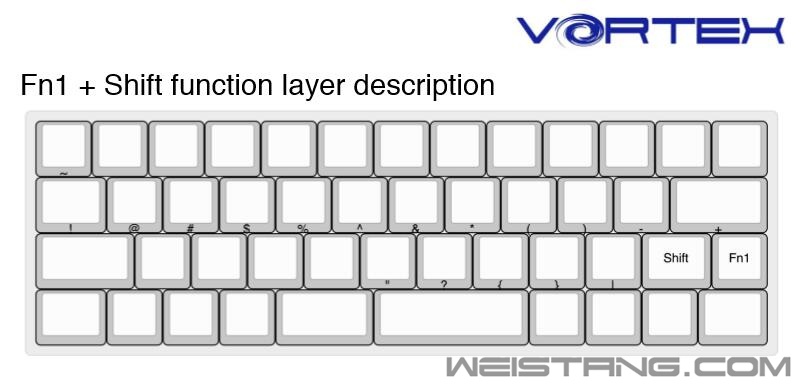 VORTEX
Fn1 + Shift function layer description
~
! @ # $ % ^ & * ( ) - +
" ? { } | Shift Fn1
WEISTANG.COM